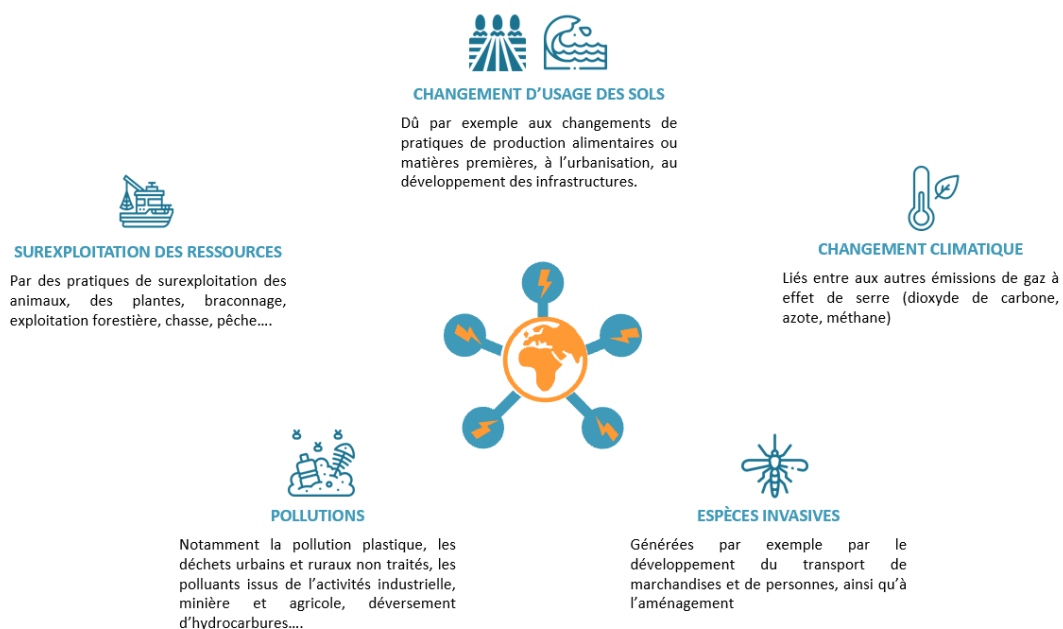 CHANGEMENT D'USAGE DES SOLS
Dû par exemple aux changements de
pratiques de production alimentaires ou
matières premières, à l'urbanisation, au
développement des infrastructures.
SUREXPLOITATION DES RESSOURCES
Par des pratiques de surexploitation des
animaux, des plantes, braconnage,
exploitation forestière, chasse, pêche….
CHANGEMENT CLIMATIQUE
Liés entre aux autres émissions de gaz à
effet de serre (dioxyde de carbone,
azote, méthane)
POLLUTIONS
Notamment la pollution plastique, les
déchets urbains et ruraux non traités, les
polluants issus de l'activités industrielle,
minière et agricole, déversement
d'hydrocarbures….
ESPÈCES INVASIVES
Générées par exemple par le
développement du transport de
marchandises et de personnes, ainsi qu'à
l'aménagement